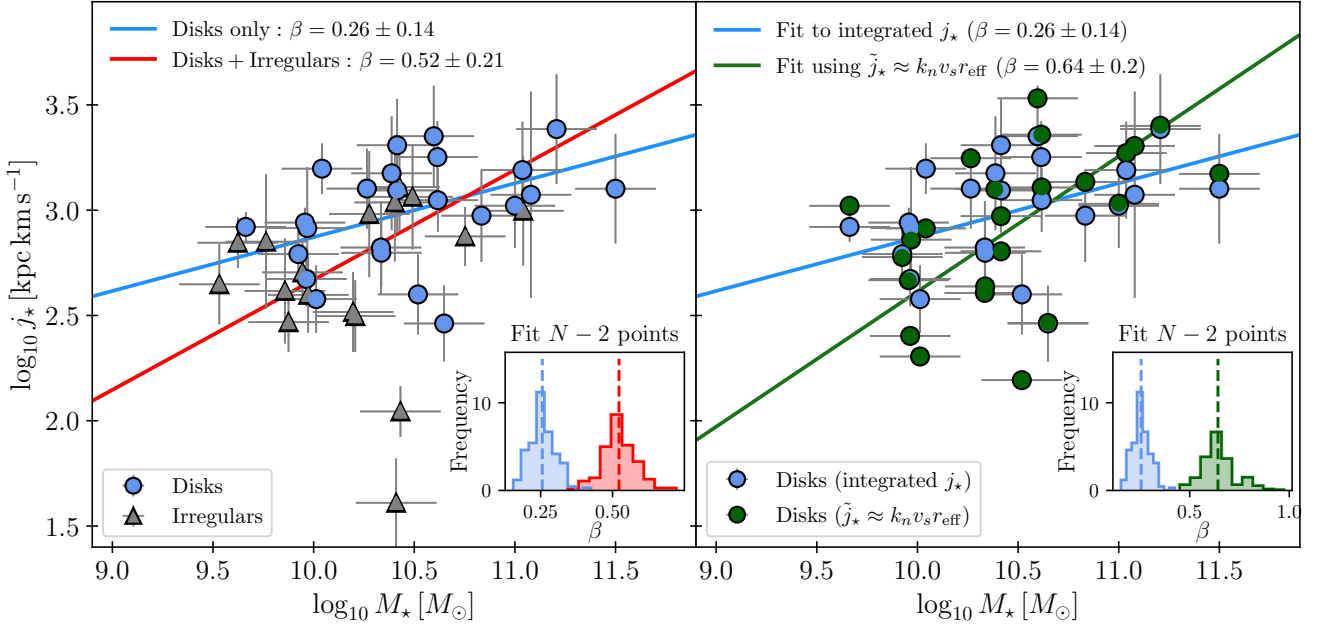 Disks only : β = 0.26 ± 0.14
Disks + Irregulars : β = 0.52 ± 0.21
log₁₀ j⋆ [kpc km s⁻¹]
3.5
3.0
2.5
2.0
1.5
Disks
Irregulars
Fit N − 2 points
Frequency
10
0
0.25 0.50
β
9.0 9.5 10.0 10.5 11.0 11.5
log₁₀ M⋆ [M⊙]
Fit to integrated j⋆ (β = 0.26 ± 0.14)
Fit using j̃⋆ ≈ kₙvₛr_eff (β = 0.64 ± 0.2)
Disks (integrated j⋆)
Disks (j̃⋆ ≈ kₙvₛr_eff)
Fit N − 2 points
Frequency
10
0
0.5 1.0
β
9.0 9.5 10.0 10.5 11.0 11.5
log₁₀ M⋆ [M⊙]